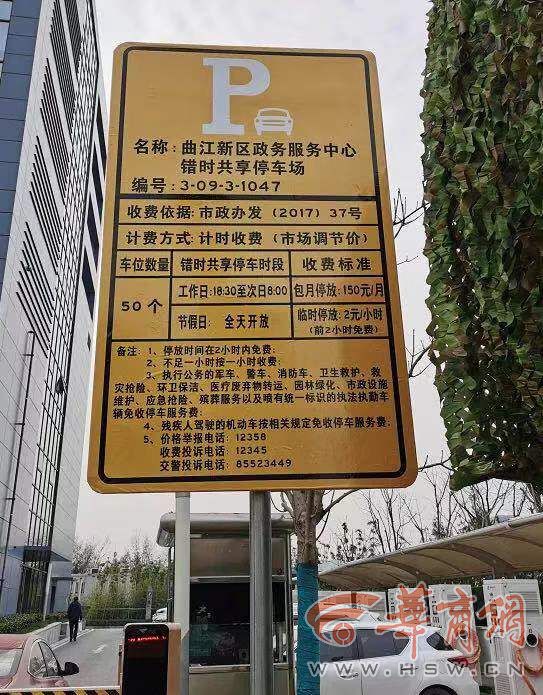 P
名称：曲江新区政务服务中心
错时共享停车场
编号：3-09-3-1047
收费依据：市政办发（2017）37号
计费方式：计时收费（市场调节价）
车位数量 错时共享停车时段 收费标准
50个 工作日：18:30至次日8:00 包月停放：150元/月
节假日：全天开放 临时停放：2元/小时
（前2小时免费）
备注：1、停放时间在2小时内免费；
2、不足一小时按一小时收费；
3、执行公务的军车、警车、消防车、卫生救护、救
灾抢险、环卫保洁、医疗废弃物转运、园林绿化、市政设施
维护、应急抢险、殡葬服务以及喷有统一标识的执法执勤车
辆免收停车服务费；
4、残疾人驾驶的机动车按相关规定免收停车服务费；
5、价格举报电话：12358
收费投诉电话：12345
交警投诉电话：85523449
华商网
WWW.HSW.CN